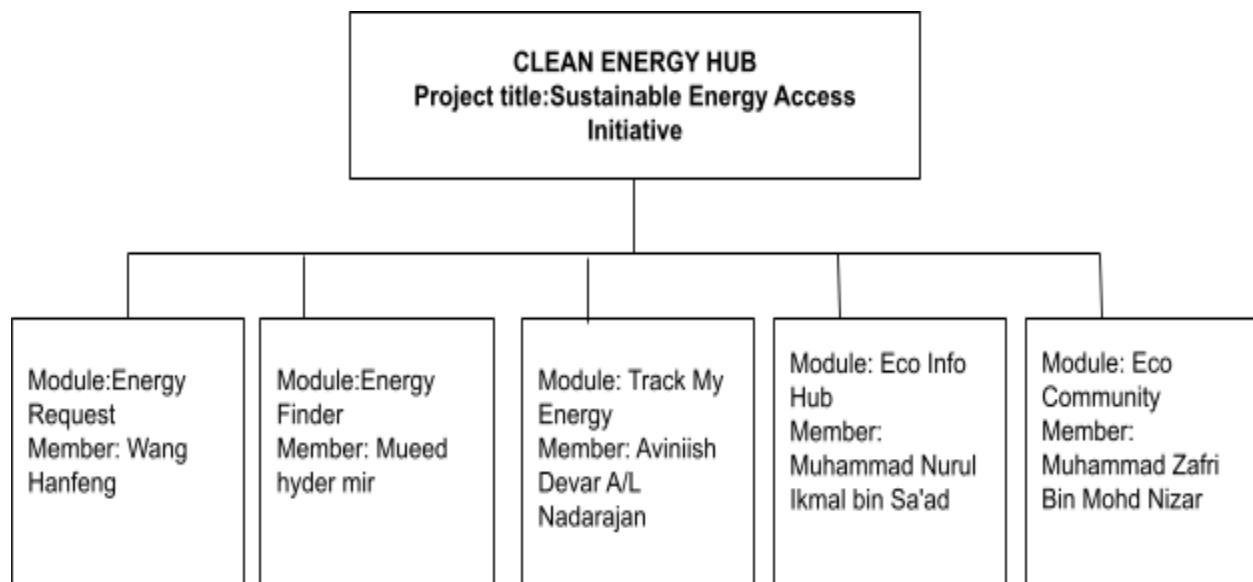 CLEAN ENERGY HUB
Project title:Sustainable Energy Access
Initiative
Module:Energy
Request
Member: Wang
Hanfeng
Module:Energy
Finder
Member: Mueed
hyder mir
Module: Track My
Energy
Member: Aviniish
Devar A/L
Nadarajan
Module: Eco Info
Hub
Member:
Muhammad Nurul
Ikmal bin Sa'ad
Module: Eco
Community
Member:
Muhammad Zafri
Bin Mohd Nizar